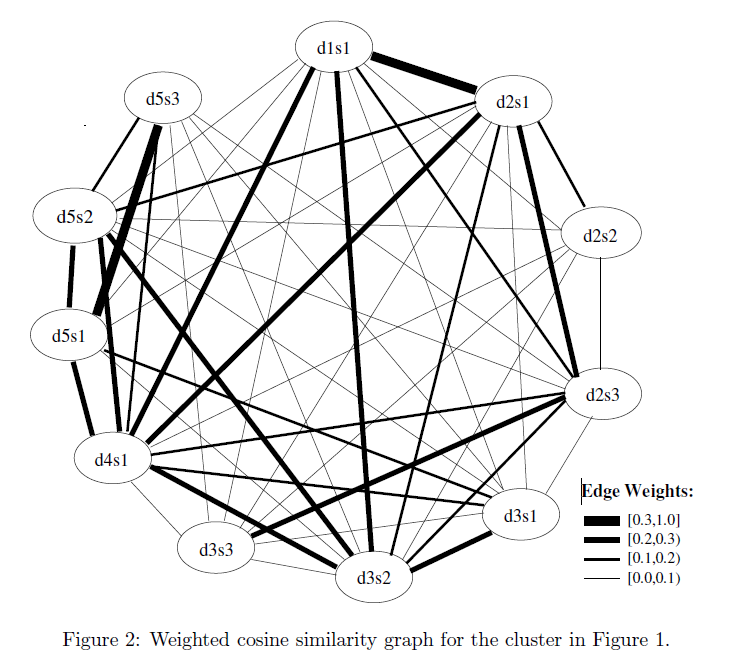 d1s1
d5s3
d2s1
d5s2
d2s2
d5s1
d2s3
d4s1
Edge Weights:
d3s1
[0.3,1.0]
[0.2,0.3)
d3s3
[0.1,0.2)
d3s2
[0.0,0.1)
Figure 2: Weighted cosine similarity graph for the cluster in Figure 1.